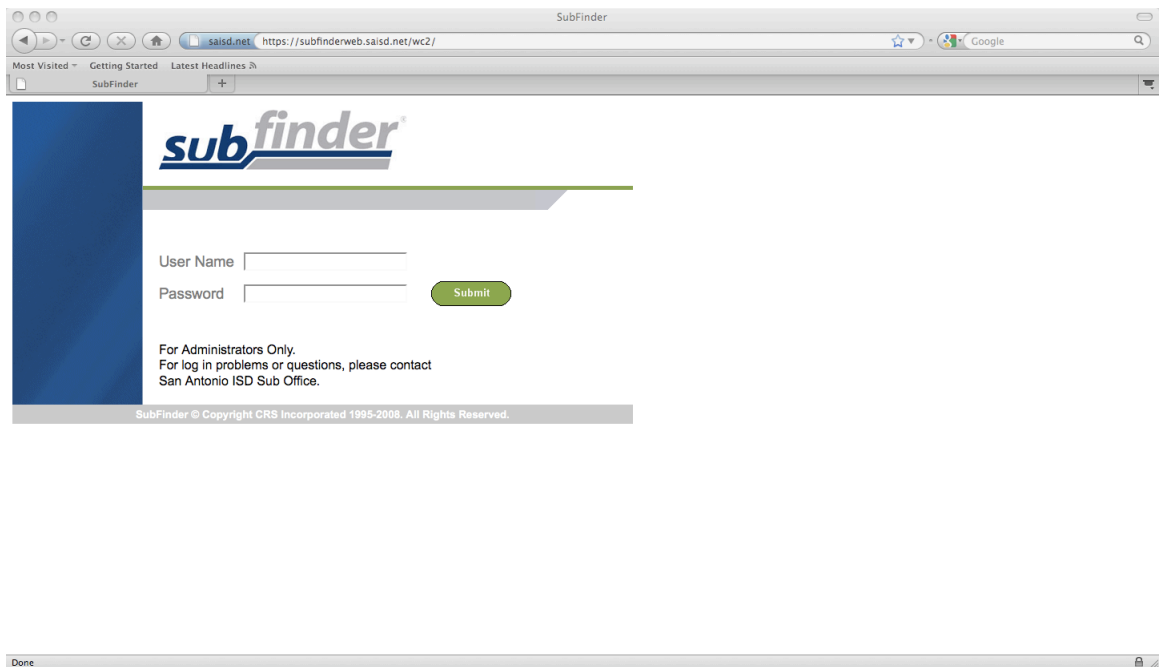 SubFinder
saisd.net https://subfinderweb.saisd.net/wc2/
Google
Most Visited Getting Started Latest Headlines
SubFinder
subfinder®
User Name
Password
Submit
For Administrators Only.
For log in problems or questions, please contact
San Antonio ISD Sub Office.
SubFinder © Copyright CRS Incorporated 1995-2008. All Rights Reserved.
Done